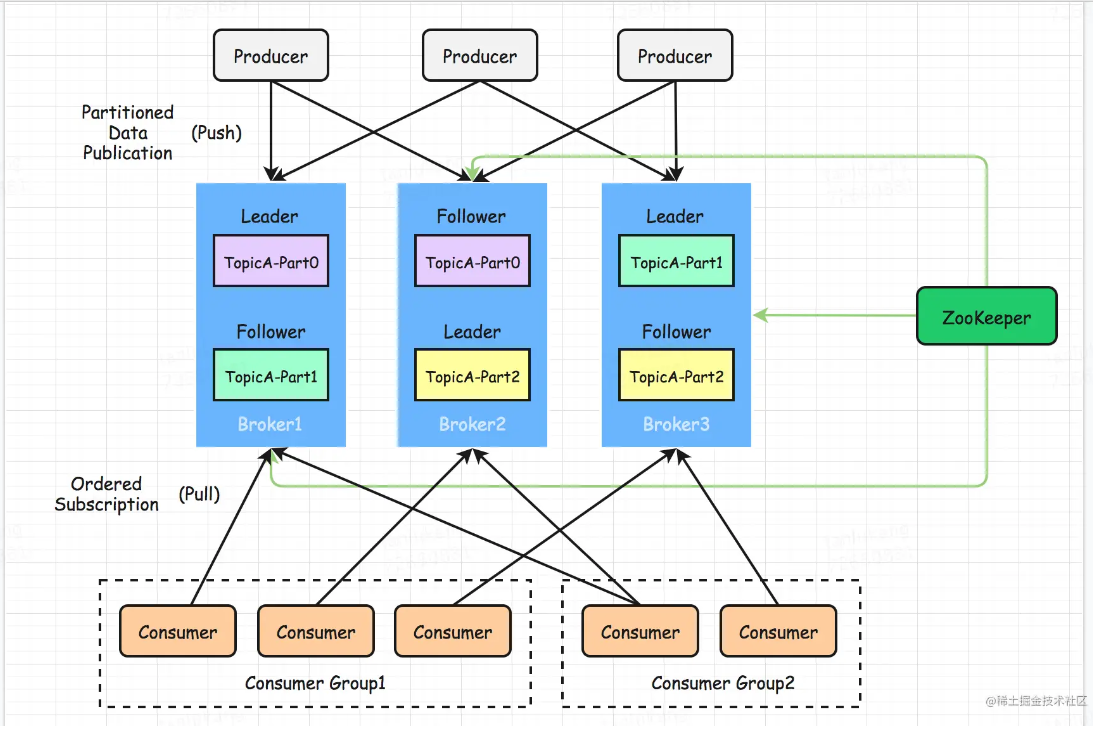 Producer
Producer
Producer
Partitioned
Data
Publication
(Push)
Leader
TopicA-Part0
Follower
TopicA-Part1
Broker1
Follower
TopicA-Part0
Leader
TopicA-Part2
Broker2
Leader
TopicA-Part1
Follower
TopicA-Part2
Broker3
ZooKeeper
Ordered
Subscription
(Pull)
Consumer
Consumer
Consumer
Consumer Group1
Consumer
Consumer
Consumer Group2
@稀土掘金技术社区